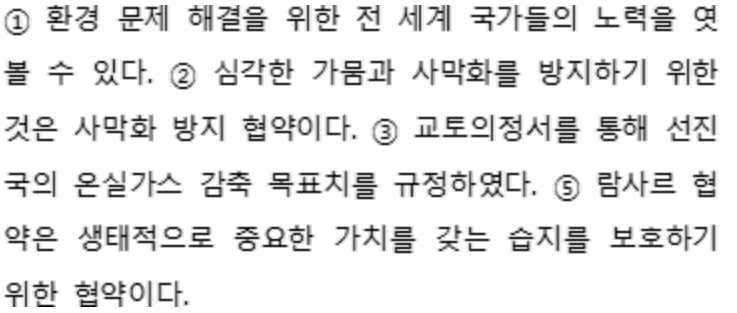 ① 환경 문제 해결을 위한 전 세계 국가들의 노력을 엿
볼 수 있다. ② 심각한 가뭄과 사막화를 방지하기 위한
것은 사막화 방지 협약이다. ③ 교토의정서를 통해 선진
국의 온실가스 감축 목표치를 규정하였다. ⑤ 람사르 협
약은 생태적으로 중요한 가치를 갖는 습지를 보호하기
위한 협약이다.